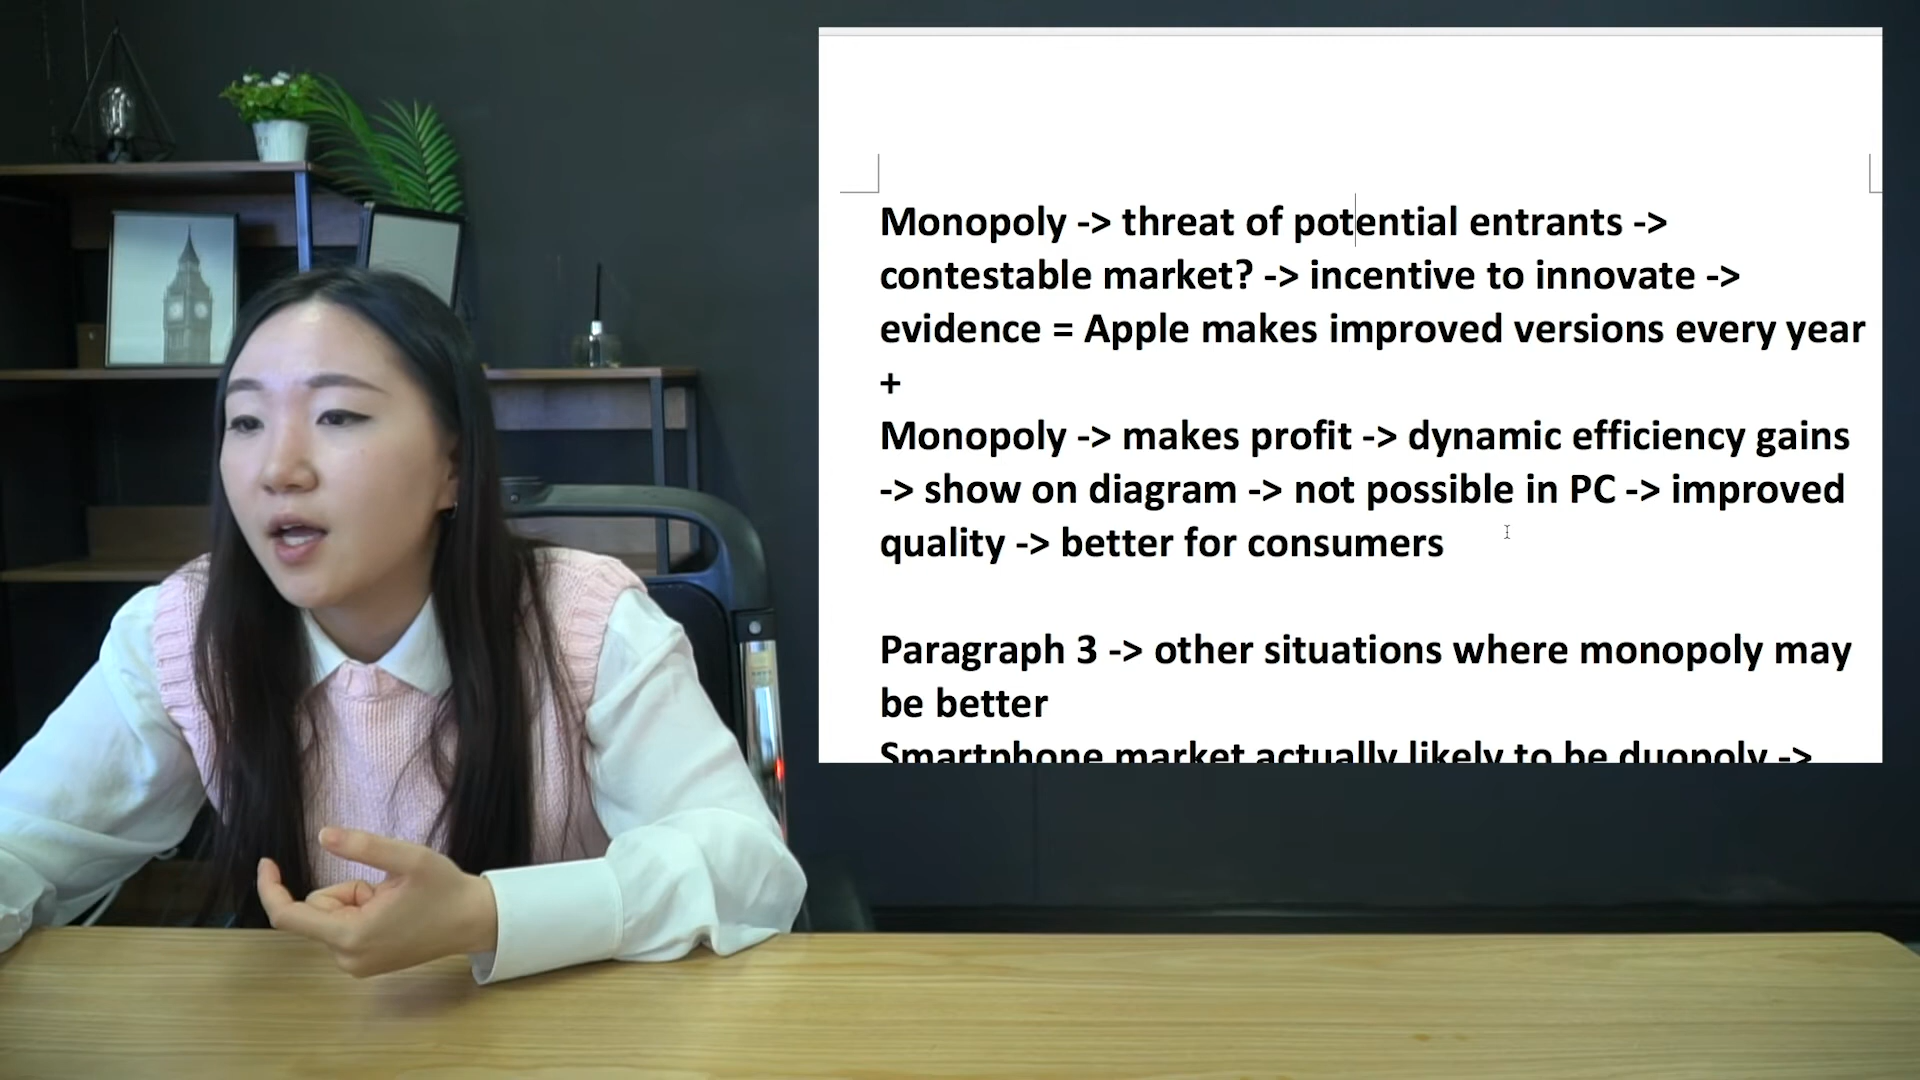 Monopoly -> threat of potential entrants ->
contestable market? -> incentive to innovate ->
evidence = Apple makes improved versions every year
+
Monopoly -> makes profit -> dynamic efficiency gains
-> show on diagram -> not possible in PC -> improved
quality -> better for consumers
Paragraph 3 -> other situations where monopoly may
be better
Smartphone market actually likely to be duopoly ->